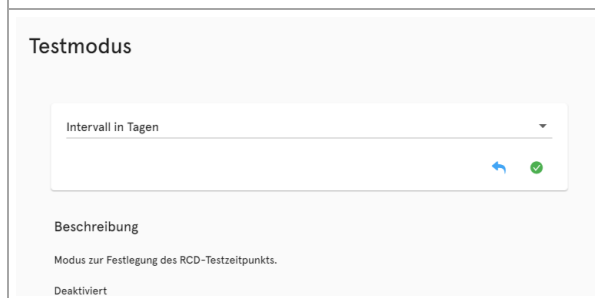 Testmodus
Intervall in Tagen
Beschreibung
Modus zur Festlegung des RCD-Testzeitpunkts.
Deaktiviert